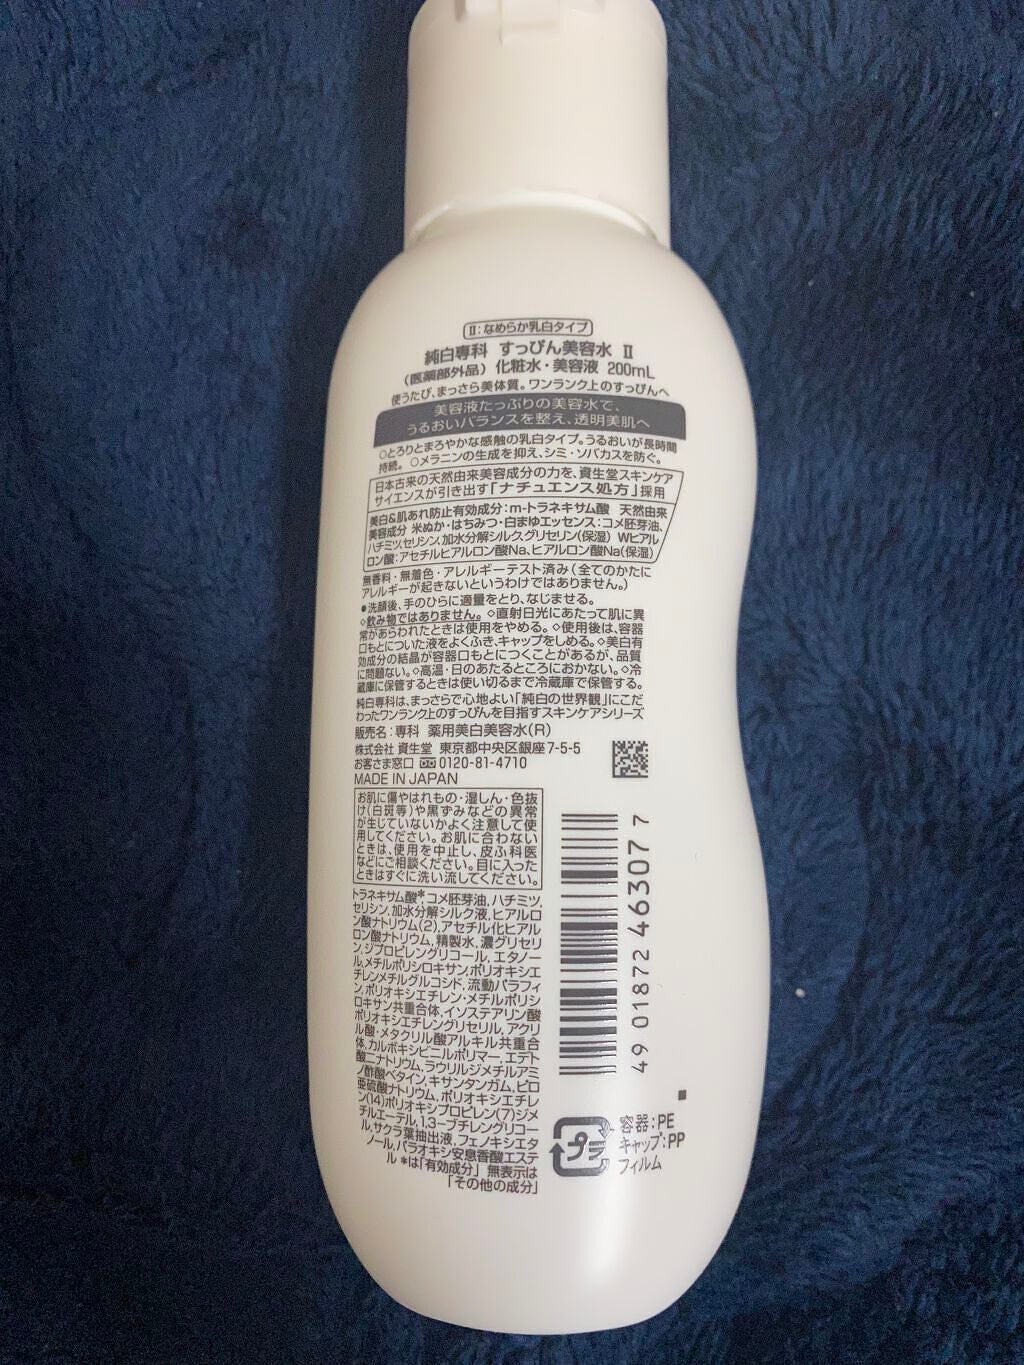 II:なめらか乳白タイプ
純白専科 すっぴん美容水 II
(医薬部外品) 化粧水・美容液 200mL
使うたび、まっさら美体質。ワンランク上のすっぴんへ
美容液たっぷりの美容水で、
うるおいバランスを整え、透明美肌へ
○とろりとまろやかな感触の乳白タイプ。うるおいが長時間
持続。 ○メラニンの生成を抑え、シミ・ソバカスを防ぐ。
日本古来の天然由来美容成分の力を、資生堂スキンケア
サイエンスが引き出す「ナチュエンス処方」採用
美白&肌あれ防止有効成分:m-トラネキサム酸 天然由来
美容成分 米ぬか・はちみつ・白まゆエッセンス:コメ胚芽油、
ハチミツ、セリシン、加水分解シルク、グリセリン(保湿) Wヒアル
ロン酸:アセチルヒアルロン酸Na、ヒアルロン酸Na(保湿)
無香料・無着色・アレルギーテスト済み(全てのかたに
アレルギーが起きないというわけではありません。)
●洗顔後、手のひらに適量をとり、なじませる。
◇飲み物ではありません。◇直射日光にあたって肌に異
常があらわれたときは使用をやめる。◇使用後は、容器
口もとについた液をよくふき、キャップをしめる。◇美白有
効成分の結晶が容器口もとにつくことがあるが、品質
に問題ない。◇高温・日のあたるところにおかない。◇冷
蔵庫に保管するときは使い切るまで冷蔵庫で保管する。
純白専科は、まっさらで心地よい「純白の世界観」にこだ
わったワンランク上のすっぴんを目指すスキンケアシリーズ
販売名:専科 薬用美白美容水(R)
株式会社 資生堂 東京都中央区銀座7-5-5
お客さま窓口 0120-81-4710
MADE IN JAPAN
お肌に傷やはれもの・湿しん・色抜
け(白斑等)や黒ずみなどの異常
が生じていないかよく注意して使
用してください。お肌に合わない
ときは、使用を中止し、皮ふ科医
などにご相談ください。目に入った
ときはすぐに洗い流してください。
トラネキサム酸*,コメ胚芽油,ハチミツ,
セリシン,加水分解シルク液,ヒアルロ
ン酸ナトリウム(2),アセチル化ヒアル
ロン酸ナトリウム,精製水,濃グリセリ
ン,ジプロピレングリコール,エタノー
ル,メチルポリシロキサン,ポリオキシエ
チレンメチルグルコシド,流動パラフィ
ン,ポリオキシエチレン・メチルポリシ
ロキサン共重合体,イソステアリン酸
ポリオキシエチレングリセリル,アクリ
ル酸・メタクリル酸アルキル共重合
体,カルボキシビニルポリマー,エデト
酸二ナトリウム,ラウリルジメチルアミ
ノ酢酸ベタイン,キサンタンガム,ピロ
亜硫酸ナトリウム,ポリオキシエチレ
ン(14)ポリオキシプロピレン(7)ジメ
チルエーテル,1,3-ブチレングリコー
ル,サクラ葉抽出液,フェノキシエタ
ノール,パラオキシ安息香酸エステ
ル *は「有効成分」 無表示は
「その他の成分」
49 01872 46307 7
プラ
容器:PE
キャップ:PP
フィルム